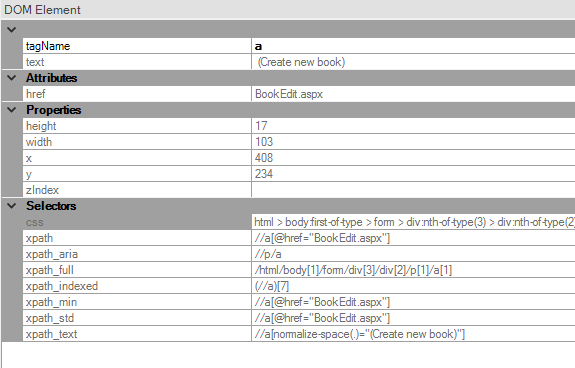 DOM Element
tagName a
text (Create new book)
Attributes
href BookEdit.aspx
Properties
height 17
width 103
x 408
y 234
zIndex
Selectors
css html > body:first-of-type > form > div:nth-of-type(3) > div:nth-of-type(2)
xpath //a[@href="BookEdit.aspx"]
xpath_aria //p/a
xpath_full /html/body[1]/form/div[3]/div[2]/p[1]/a[1]
xpath_indexed (//a)[7]
xpath_min //a[@href="BookEdit.aspx"]
xpath_std //a[@href="BookEdit.aspx"]
xpath_text //a[normalize-space(.)="(Create new book)"]